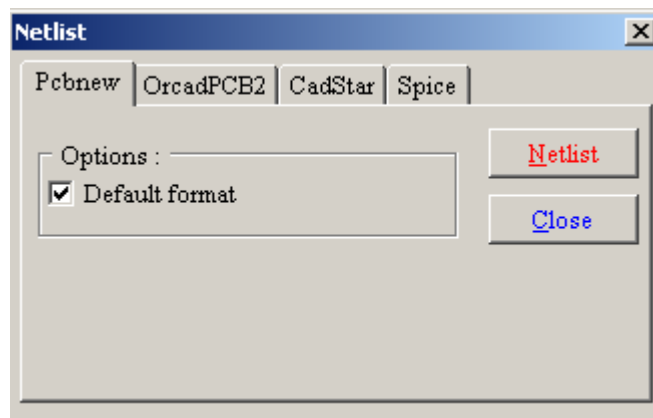 Netlist
Pcbnew OrcadPCB2 CadStar Spice
Options :
Netlist
Default format
Close